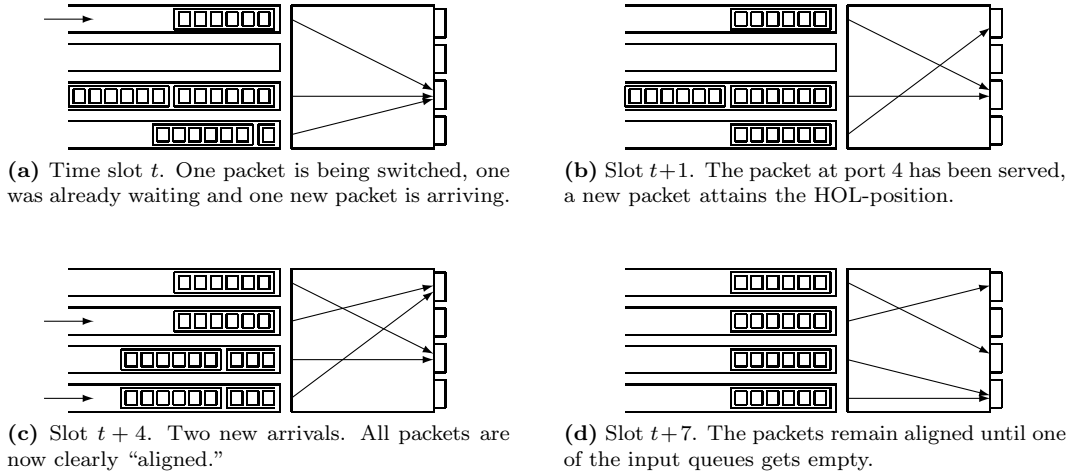 (a) Time slot t. One packet is being switched, one
was already waiting and one new packet is arriving.
(b) Slot t+1. The packet at port 4 has been served,
a new packet attains the HOL-position.
(c) Slot t + 4. Two new arrivals. All packets are
now clearly “aligned.”
(d) Slot t+7. The packets remain aligned until one
of the input queues gets empty.